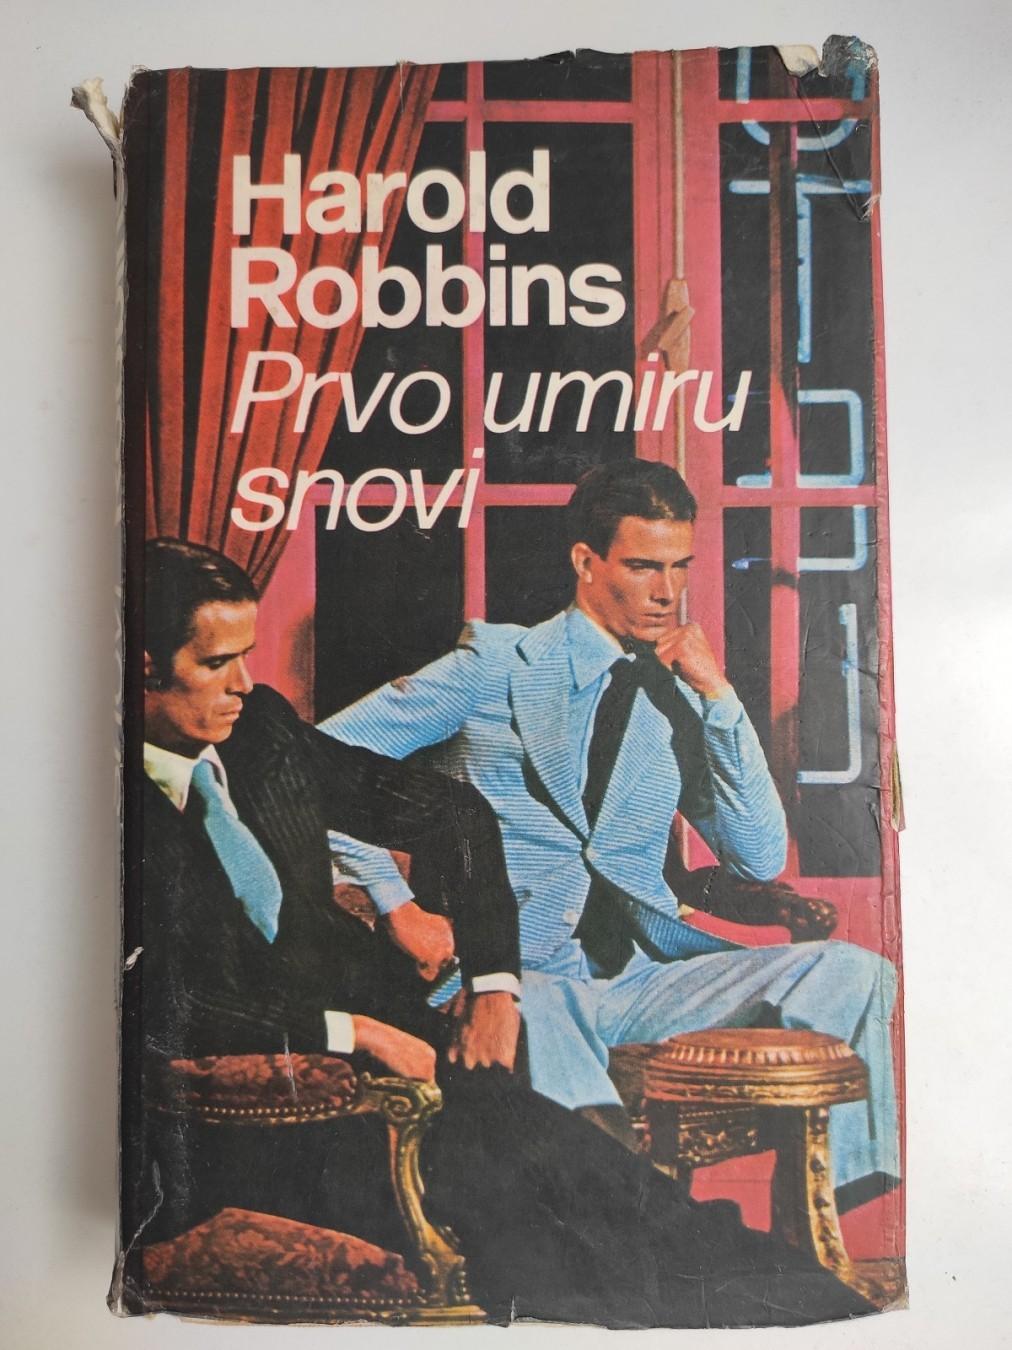 Harold
Robbins
Prvo umiru
snovi